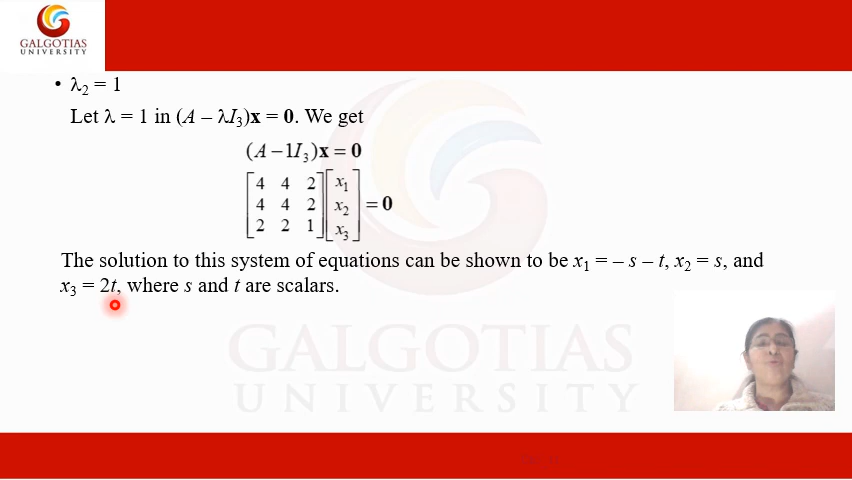 GALGOTIAS
UNIVERSITY
• λ₂ = 1
Let λ = 1 in (A – λI₃)x = 0. We get
(A – 1I₃)x = 0
[4 4 2] [x₁]
[4 4 2] [x₂] = 0
[2 2 1] [x₃]
The solution to this system of equations can be shown to be x₁ = – s – t, x₂ = s, and
x₃ = 2t, where s and t are scalars.
GALGOTIAS
UNIVERSITY